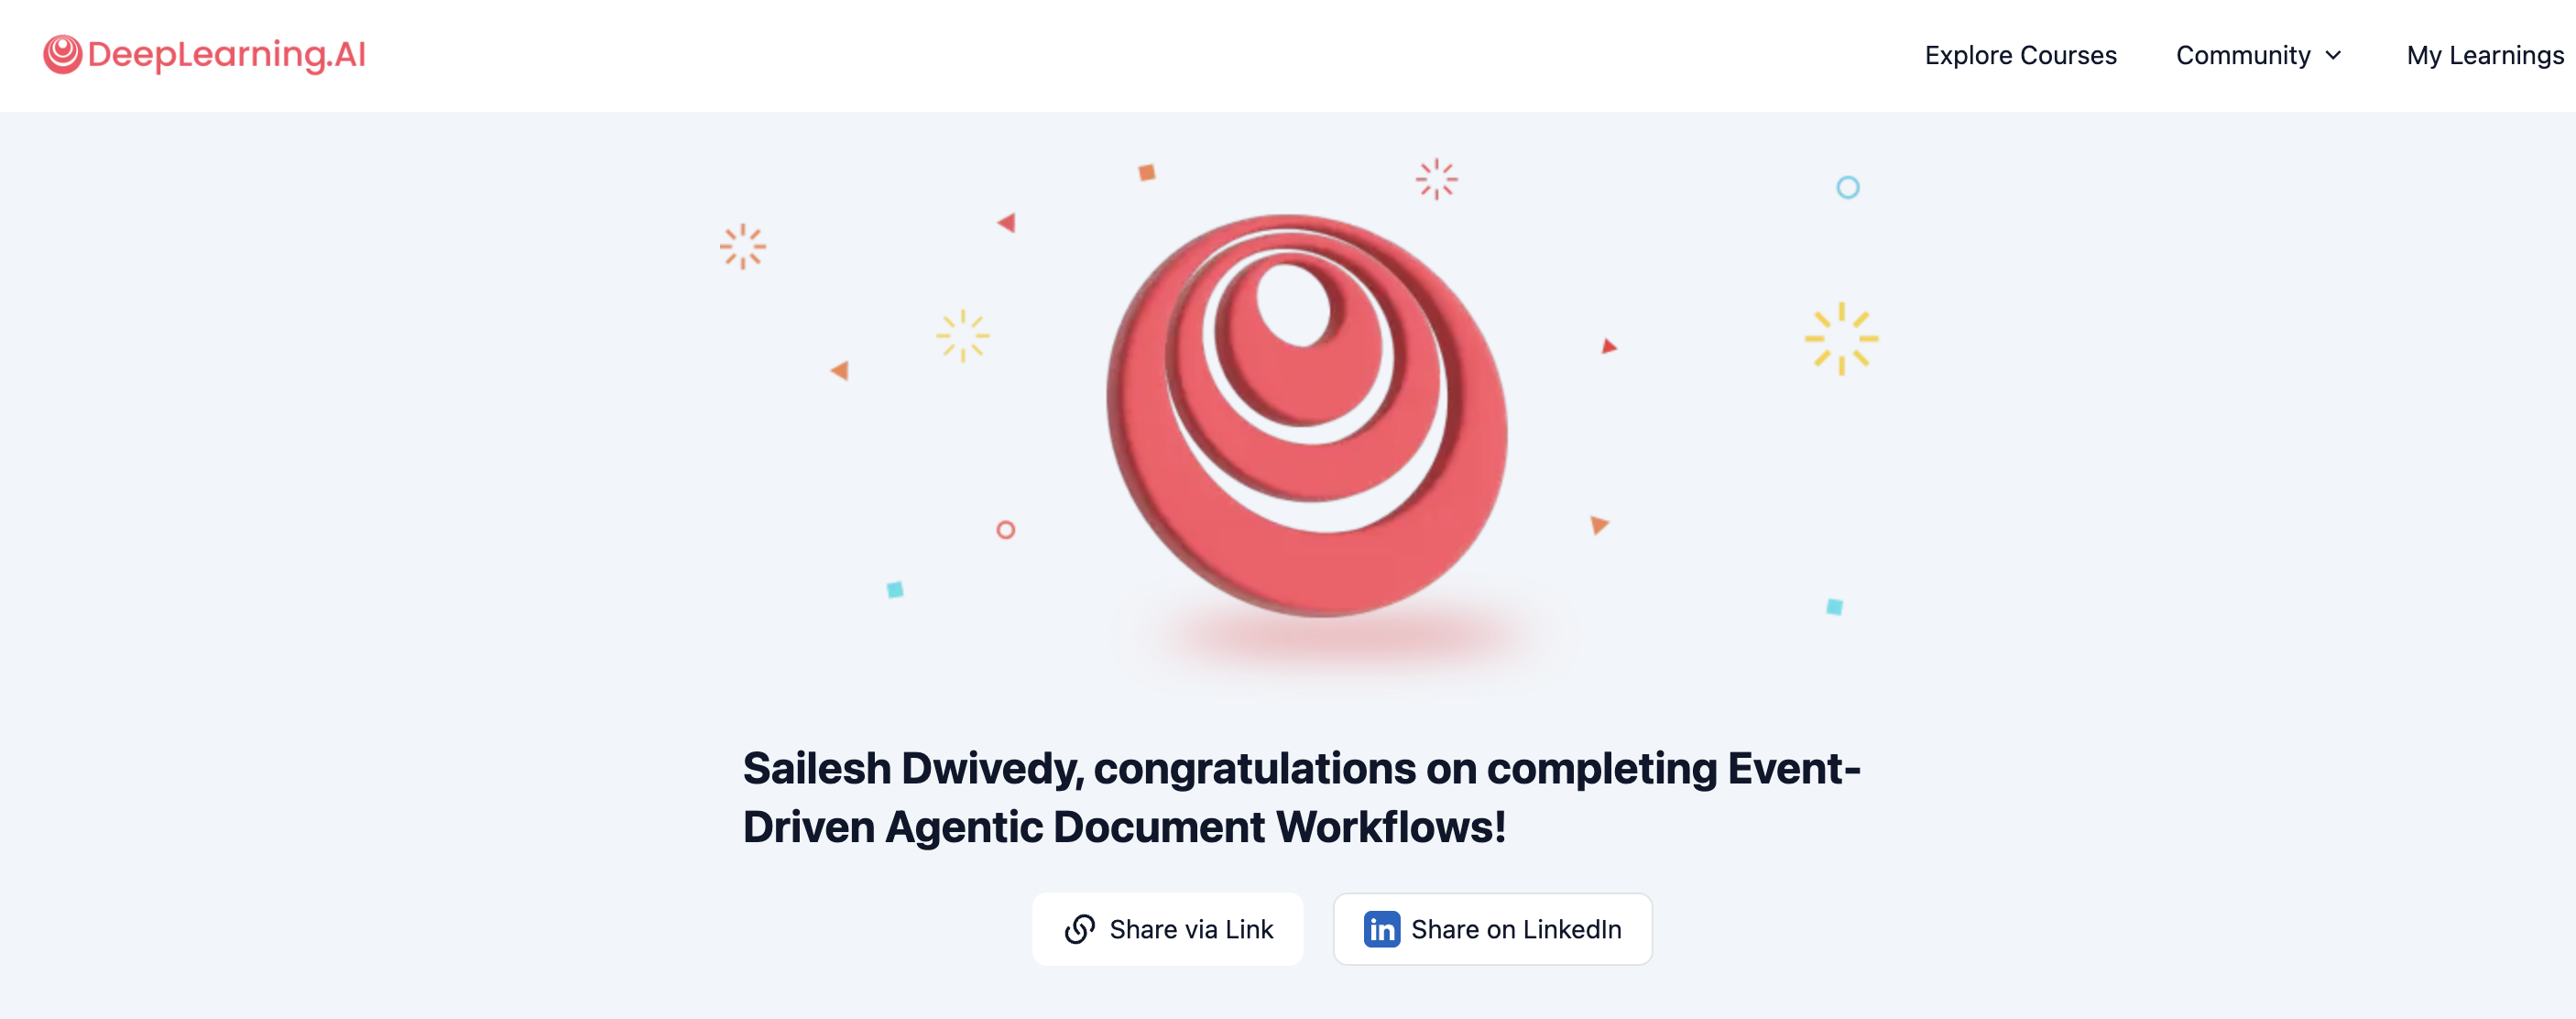 DeepLearning.AI
Explore Courses
Community
My Learnings
Sailesh Dwivedy, congratulations on completing Event-
Driven Agentic Document Workflows!
Share via Link
in Share on LinkedIn